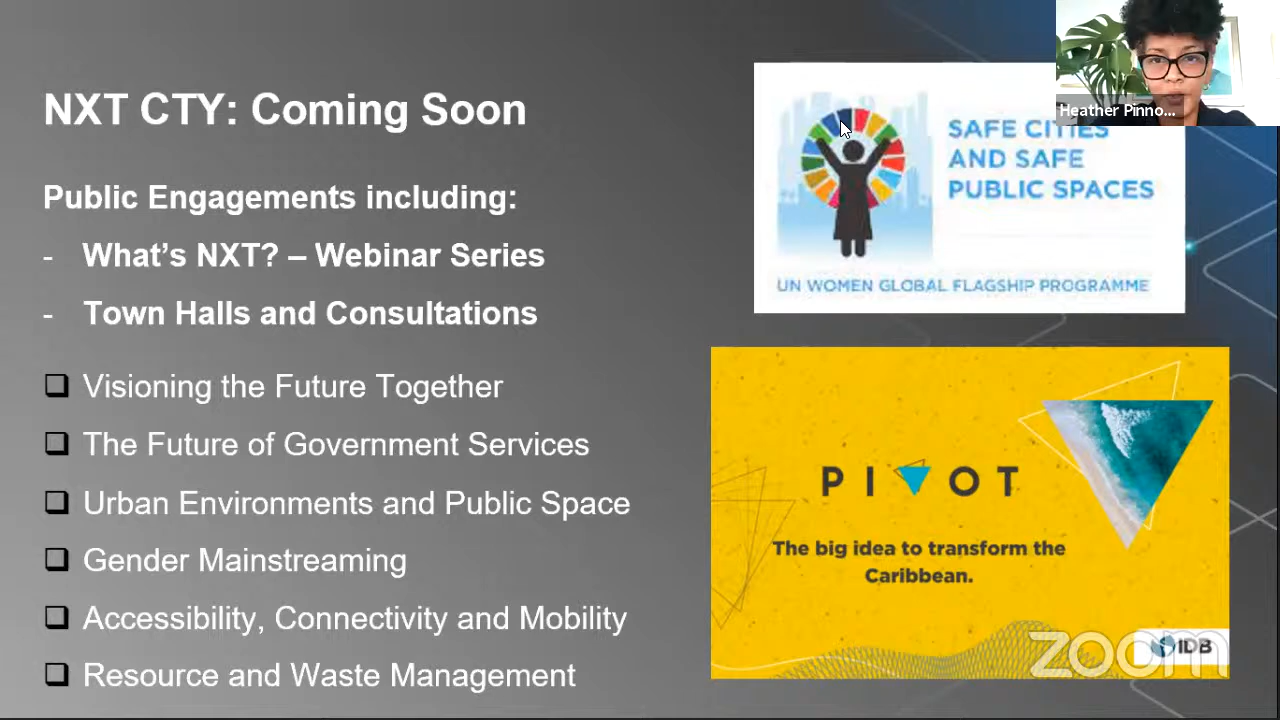 NXT CTY: Coming Soon
Public Engagements including:
- What's NXT? – Webinar Series
- Town Halls and Consultations
Visioning the Future Together
The Future of Government Services
Urban Environments and Public Space
Gender Mainstreaming
Accessibility, Connectivity and Mobility
Resource and Waste Management
Heather Pinno...
SAFE CITIES
AND SAFE
PUBLIC SPACES
UN WOMEN GLOBAL FLAGSHIP PROGRAMME
PIVOT
The big idea to transform the
Caribbean.
IDB
zoom